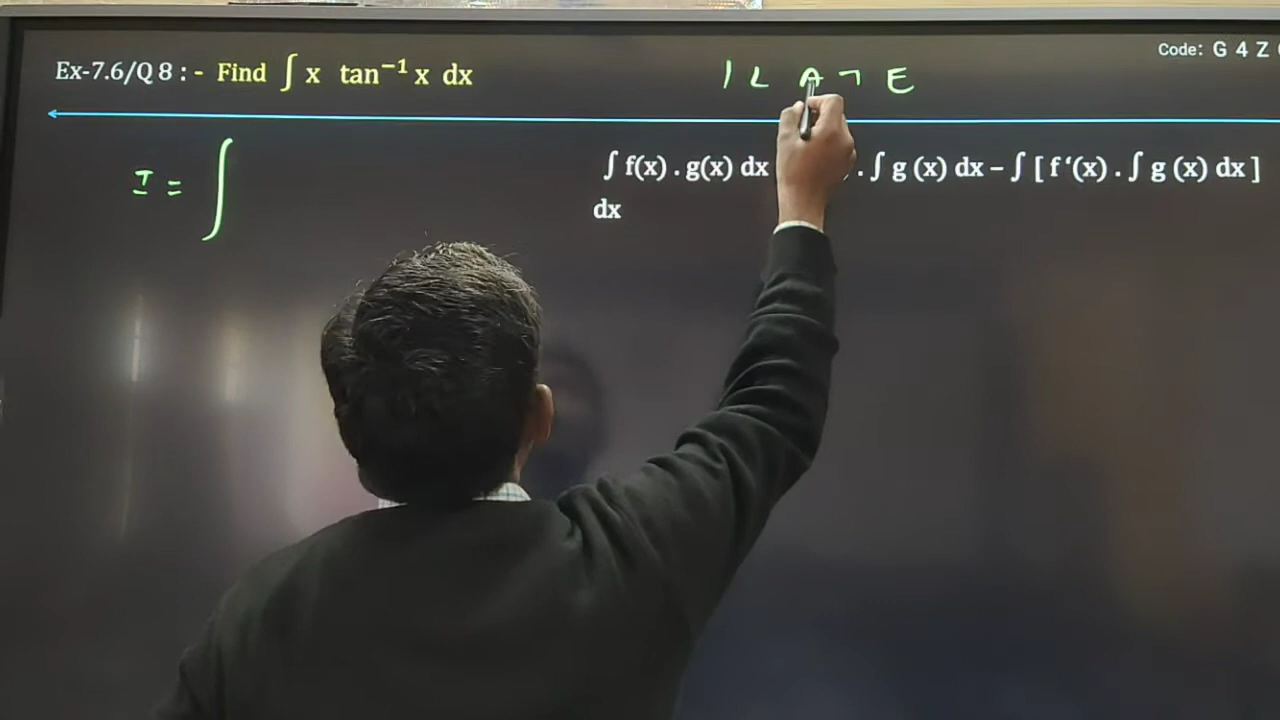 Code: G 4 Z
Ex-7.6/Q 8 : - Find ∫ x tan⁻¹ x dx
I L A T E
I = ∫
∫ f(x) . g(x) dx . ∫ g (x) dx – ∫ [ f ‘(x) . ∫ g (x) dx ]
dx